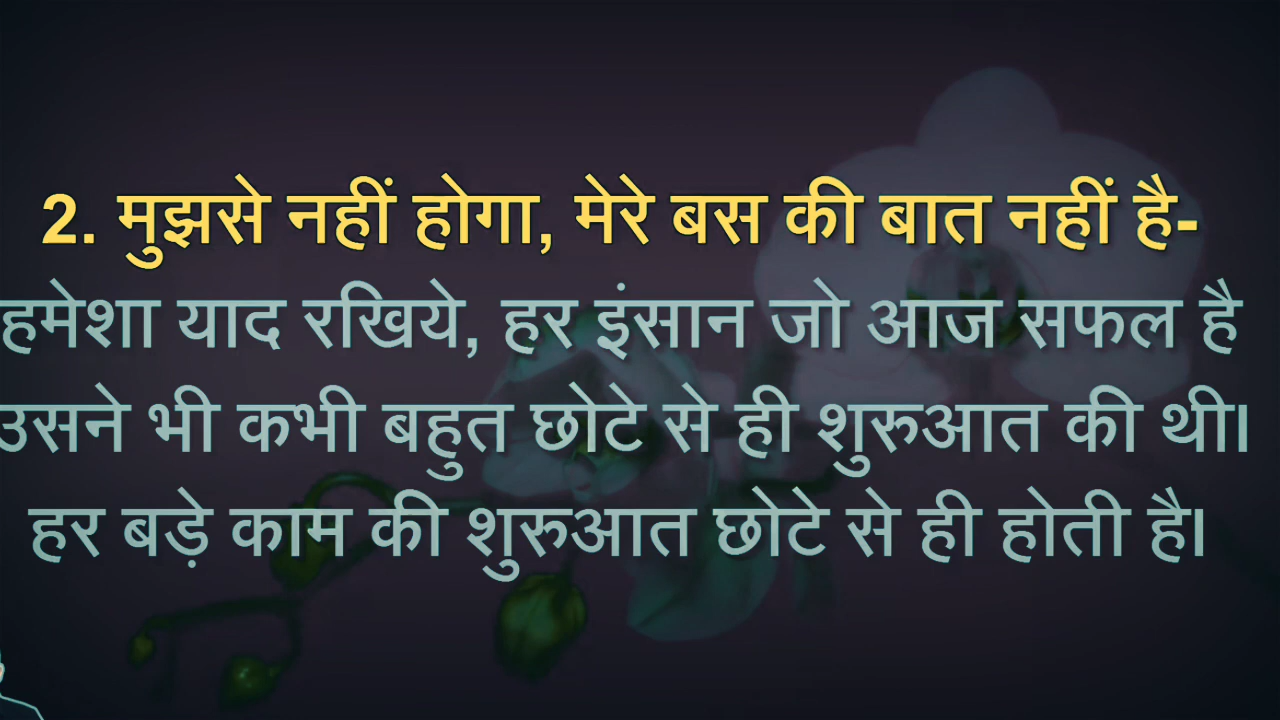 2. मुझसे नहीं होगा, मेरे बस की बात नहीं है-
हमेशा याद रखिये, हर इंसान जो आज सफल है
उसने भी कभी बहुत छोटे से ही शुरुआत की थी।
हर बड़े काम की शुरुआत छोटे से ही होती है।